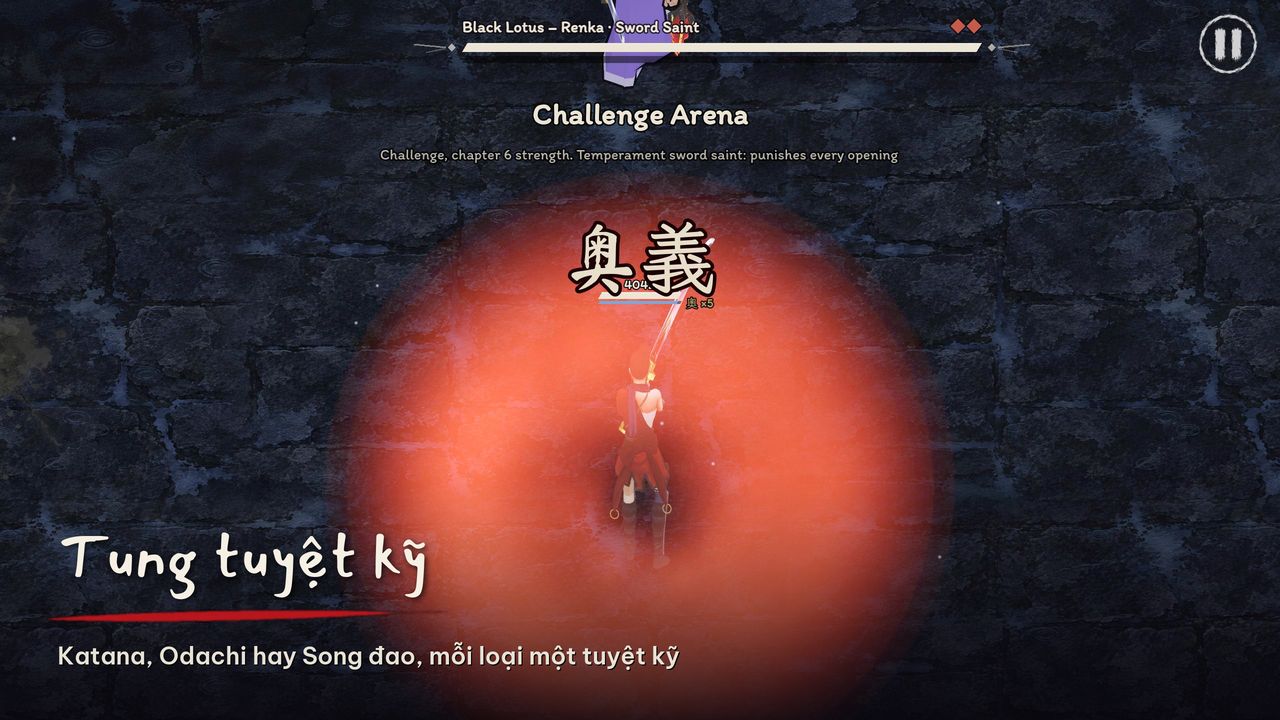 Black Lotus – Renka · Sword Saint
Challenge Arena
Challenge, chapter 6 strength. Temperament sword saint: punishes every opening
奥義
404.
奥 x5
Tung tuyệt kỹ
Katana, Odachi hay Song đao, mỗi loại một tuyệt kỹ